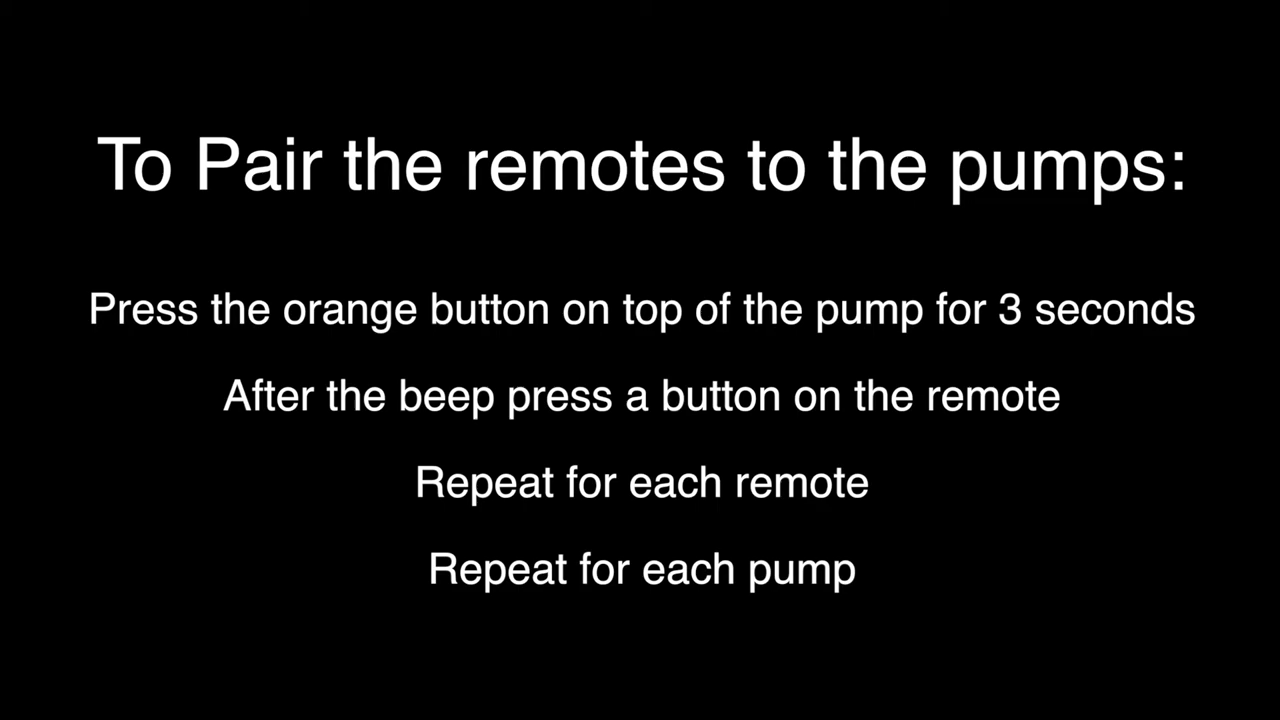 To Pair the remotes to the pumps:
Press the orange button on top of the pump for 3 seconds
After the beep press a button on the remote
Repeat for each remote
Repeat for each pump